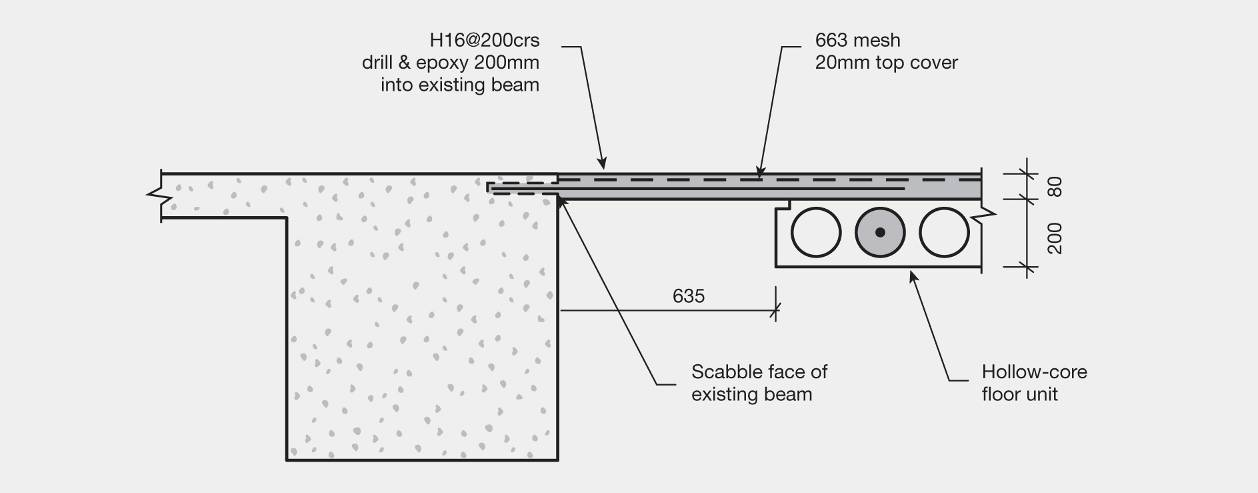 H16@200crs
drill & epoxy 200mm
into existing beam
663 mesh
20mm top cover
80
200
635
Scabble face of
existing beam
Hollow-core
floor unit